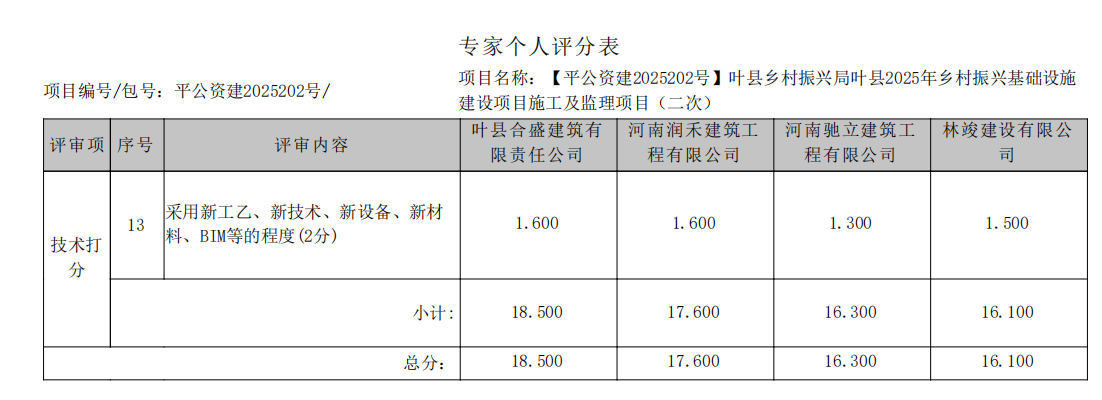 专家个人评分表
项目编号/包号：平公资建2025202号/
项目名称：【平公资建2025202号】叶县乡村振兴局叶县2025年乡村振兴基础设施
建设项目施工及监理项目（二次）
评审项 序号 评审内容 叶县合盛建筑有 河南润禾建筑工 河南驰立建筑工 林竣建设有限公
限责任公司 程有限公司 程有限公司 司
技术打
分
13
采用新工乙、新技术、新设备、新材
料、BIM等的程度(2分)
1.600 1.600 1.300 1.500
小计: 18.500 17.600 16.300 16.100
总分: 18.500 17.600 16.300 16.100